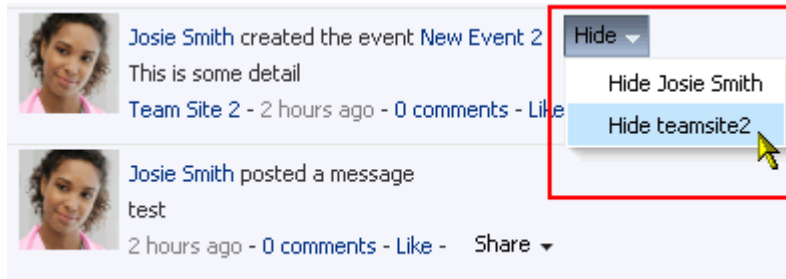 Josie Smith created the event New Event 2
Hide
This is some detail
Hide Josie Smith
Team Site 2 - 2 hours ago - 0 comments - Like
Hide teamsite2
Josie Smith posted a message
test
2 hours ago - 0 comments - Like - Share